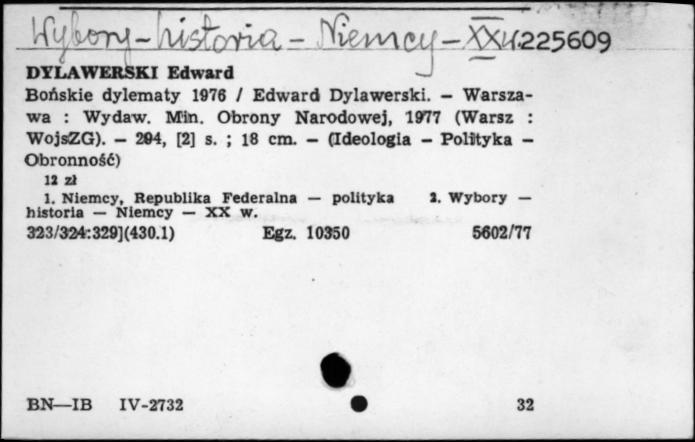 Wybory – historia – Niemcy – XX w. 225609
DYLAWERSKI Edward
Bońskie dylematy 1976 / Edward Dylawerski. — Warsza-
wa : Wydaw. Min. Obrony Narodowej, 1977 (Warsz :
WojsZG). — 294, [2] s. ; 18 cm. — (Ideologia — Polityka —
Obronność)
12 zł
1. Niemcy, Republika Federalna — polityka 2. Wybory —
historia — Niemcy — XX w.
323/324:329](430.1) Egz. 10350 5602/77
BN—IB IV-2732 32